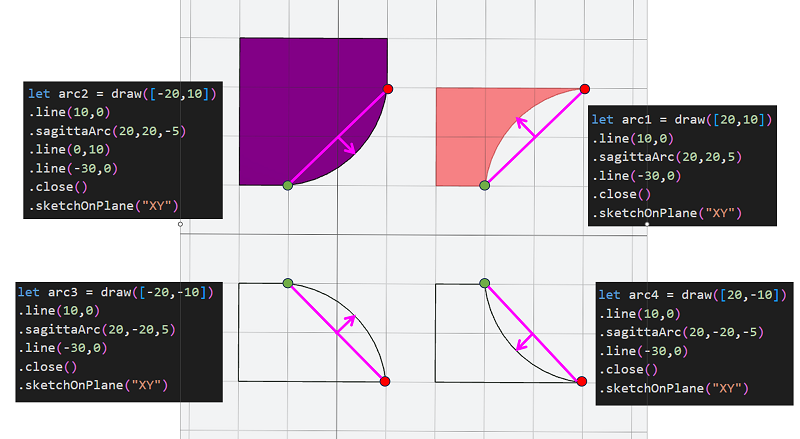 let arc2 = draw([-20,10])
.line(10,0)
.sagittaArc(20,20,-5)
.line(0,10)
.line(-30,0)
.close()
.sketchOnPlane("XY")
let arc1 = draw([20,10])
.line(10,0)
.sagittaArc(20,20,5)
.line(-30,0)
.close()
.sketchOnPlane("XY")
let arc3 = draw([-20,-10])
.line(10,0)
.sagittaArc(20,-20,5)
.line(-30,0)
.close()
.sketchOnPlane("XY")
let arc4 = draw([20,-10])
.line(10,0)
.sagittaArc(20,-20,-5)
.line(-30,0)
.close()
.sketchOnPlane("XY")